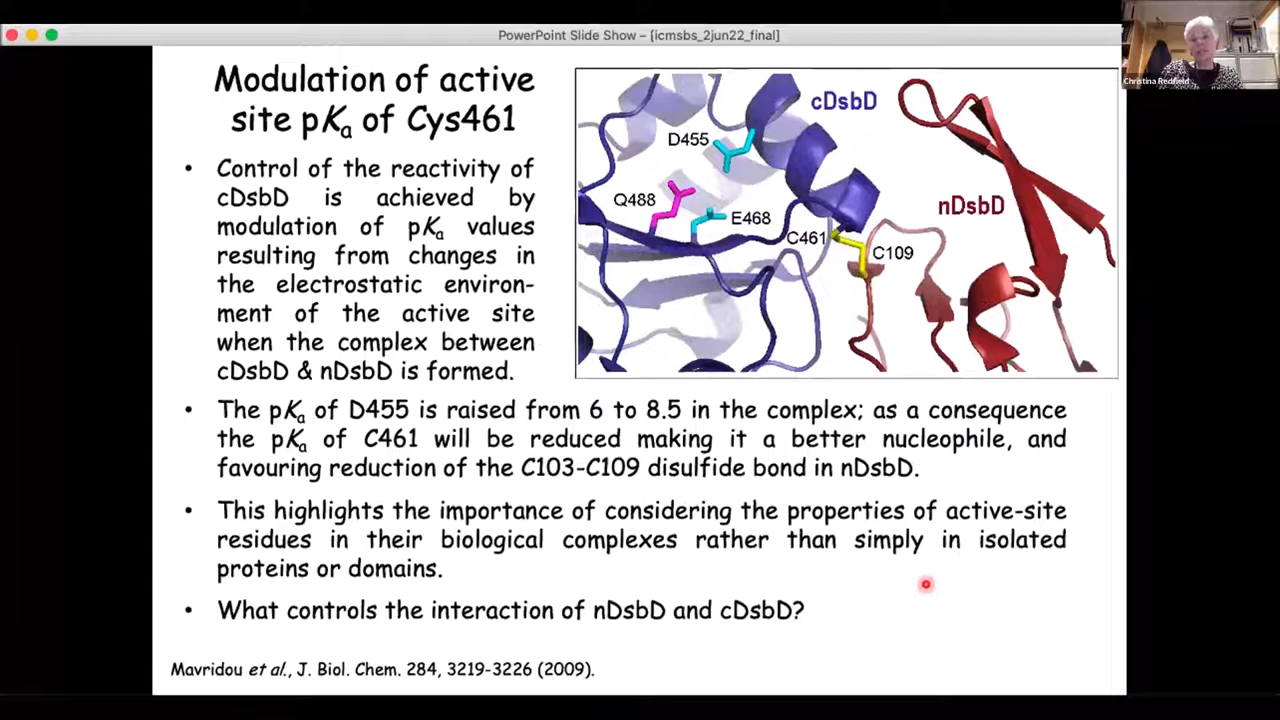 PowerPoint Slide Show – [icmsbs_2jun22_final]
Christina Redfield
Modulation of active
site pKa of Cys461
• Control of the reactivity of
cDsbD is achieved by
modulation of pKa values
resulting from changes in
the electrostatic environ-
ment of the active site
when the complex between
cDsbD & nDsbD is formed.
cDsbD
D455
Q488
nDsbD
E468
C461
C109
• The pKa of D455 is raised from 6 to 8.5 in the complex; as a consequence
the pKa of C461 will be reduced making it a better nucleophile, and
favouring reduction of the C103-C109 disulfide bond in nDsbD.
• This highlights the importance of considering the properties of active-site
residues in their biological complexes rather than simply in isolated
proteins or domains.
• What controls the interaction of nDsbD and cDsbD?
Mavridou et al., J. Biol. Chem. 284, 3219-3226 (2009).